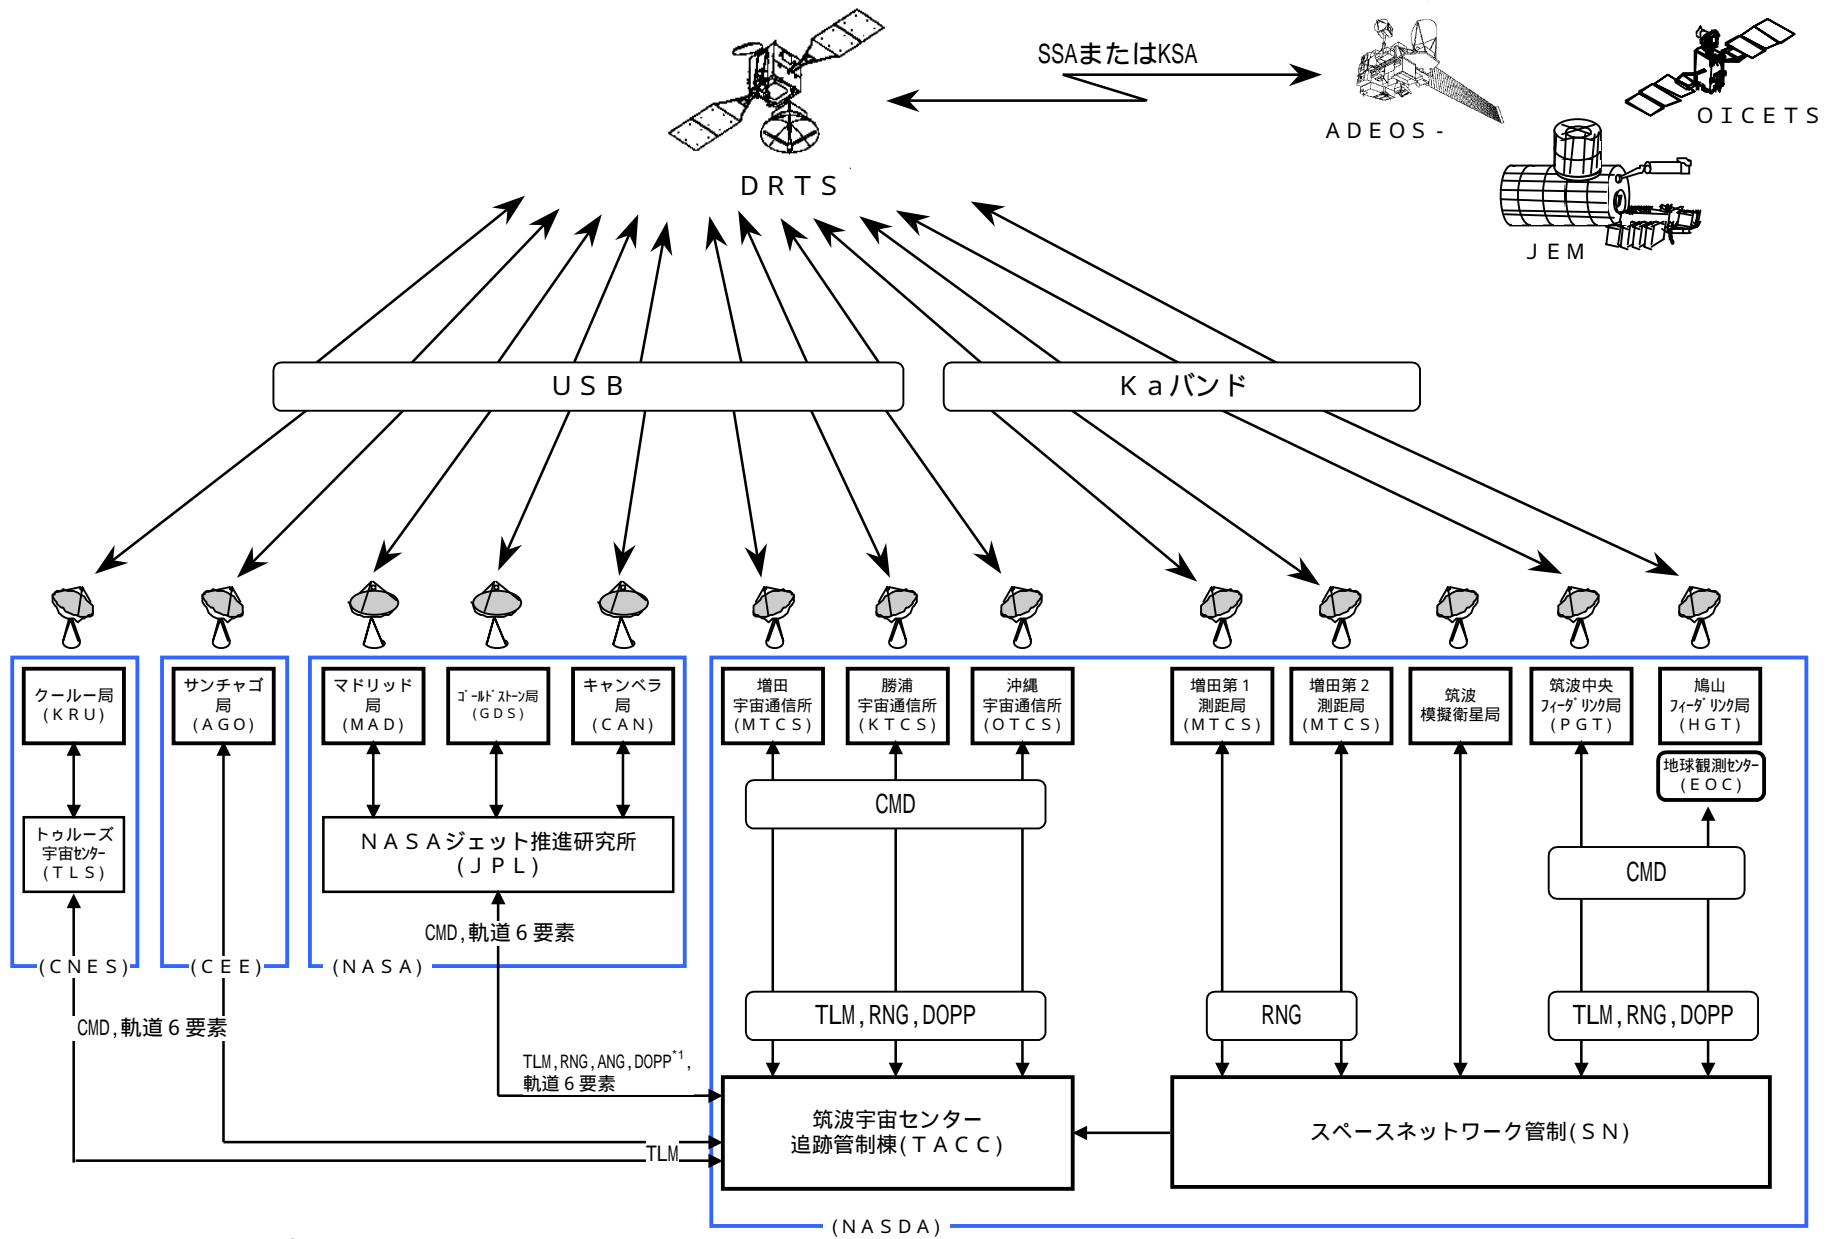 SSAまたはKSA
DRTS
ADEOS-
OICETS
JEM
USB
Kaバンド
クールー局
(KRU)
サンチャゴ
局
(AGO)
マドリッド
局
(MAD)
ｺﾞｰﾙﾄﾞｽﾄｰﾝ局
(GDS)
キャンベラ
局
(CAN)
増田
宇宙通信所
(MTCS)
勝浦
宇宙通信所
(KTCS)
沖縄
宇宙通信所
(OTCS)
増田第1
測距局
(MTCS)
増田第2
測距局
(MTCS)
筑波
模擬衛星局
筑波中央
ﾌｨｰﾀﾞﾘﾝｸ局
(PGT)
鳩山
ﾌｨｰﾀﾞﾘﾝｸ局
(HGT)
地球観測ｾﾝﾀｰ
(EOC)
トゥルーズ
宇宙ｾﾝﾀｰ
(TLS)
NASAジェット推進研究所
(JPL)
CMD
CMD
CMD,軌道6要素
(CNES)
(CEE)
(NASA)
CMD,軌道6要素
TLM,RNG,DOPP
RNG
TLM,RNG,DOPP
TLM,RNG,ANG,DOPP*1,
軌道6要素
TLM
筑波宇宙センター
追跡管制棟(TACC)
スペースネットワーク管制(SN)
(NASDA)